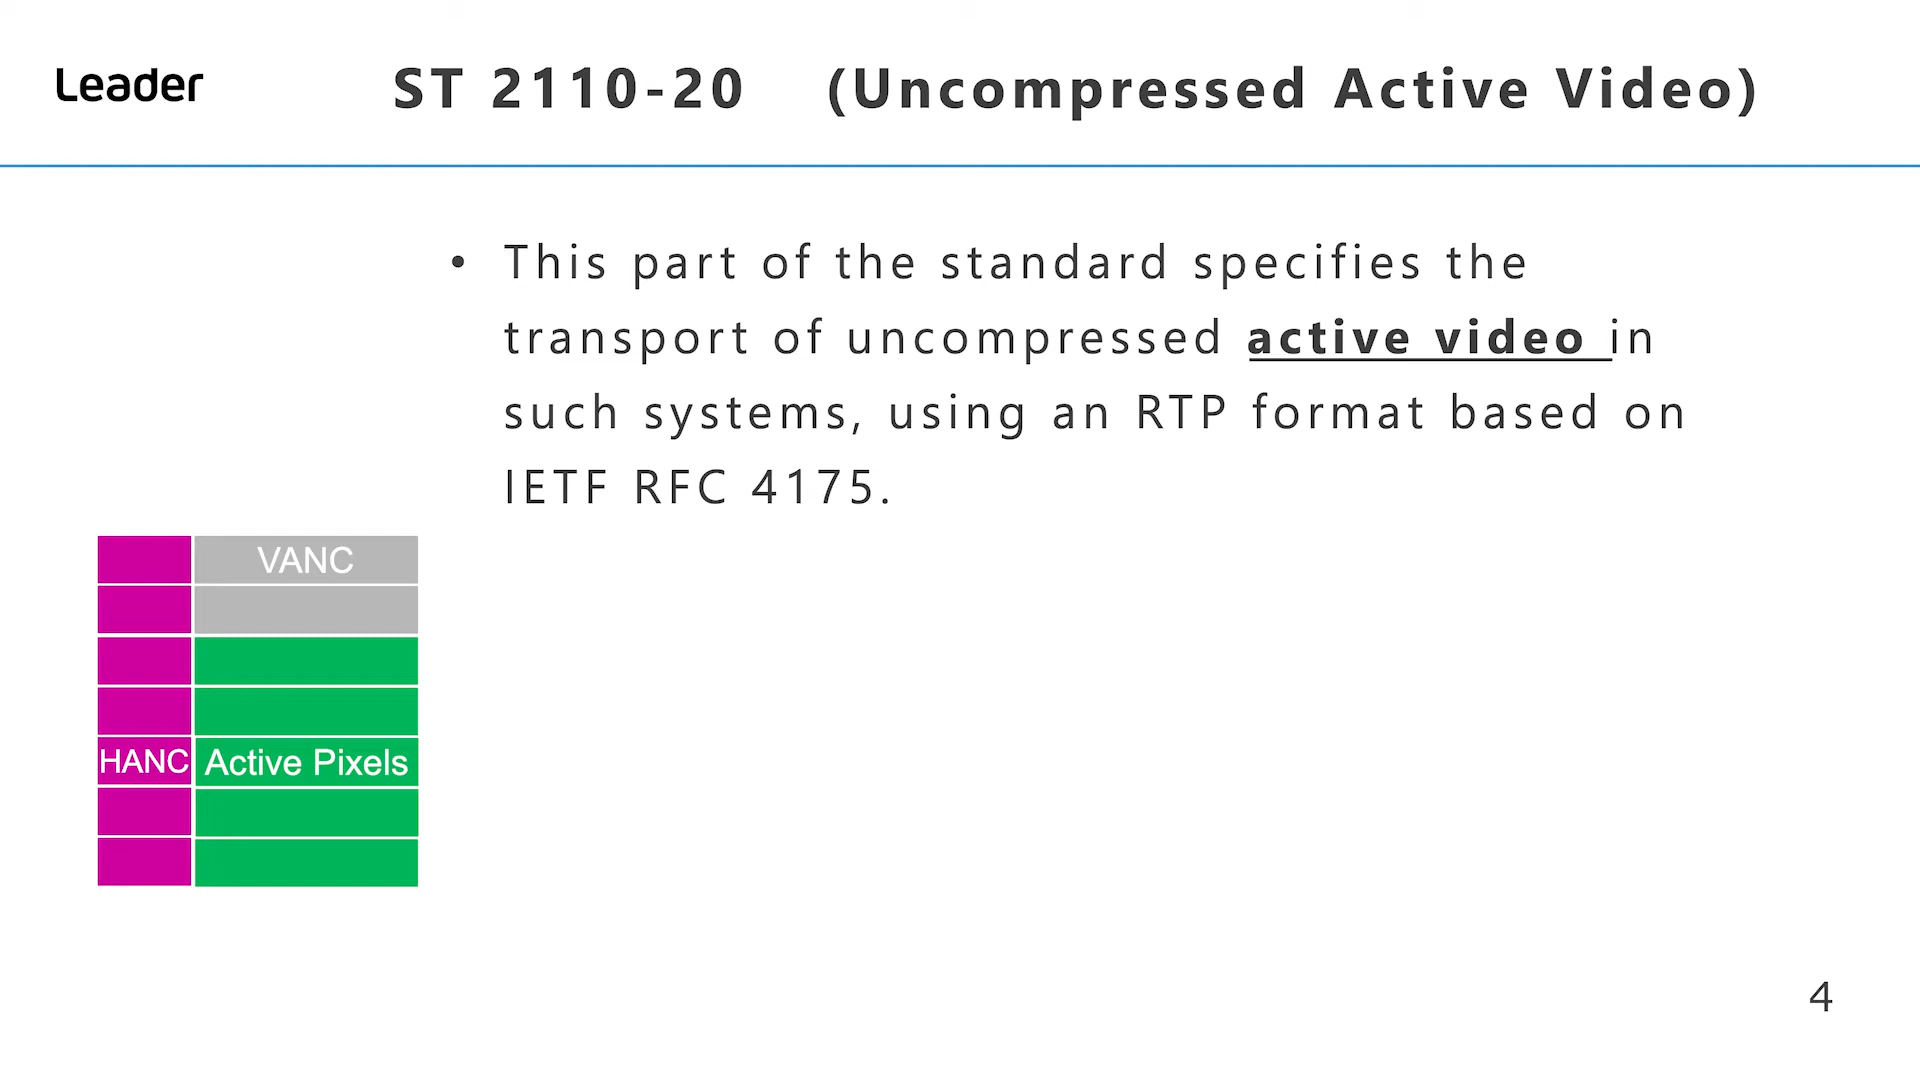 Leader
ST 2110-20 (Uncompressed Active Video)
• This part of the standard specifies the
transport of uncompressed active video in
such systems, using an RTP format based on
IETF RFC 4175.
VANC
HANC Active Pixels
4